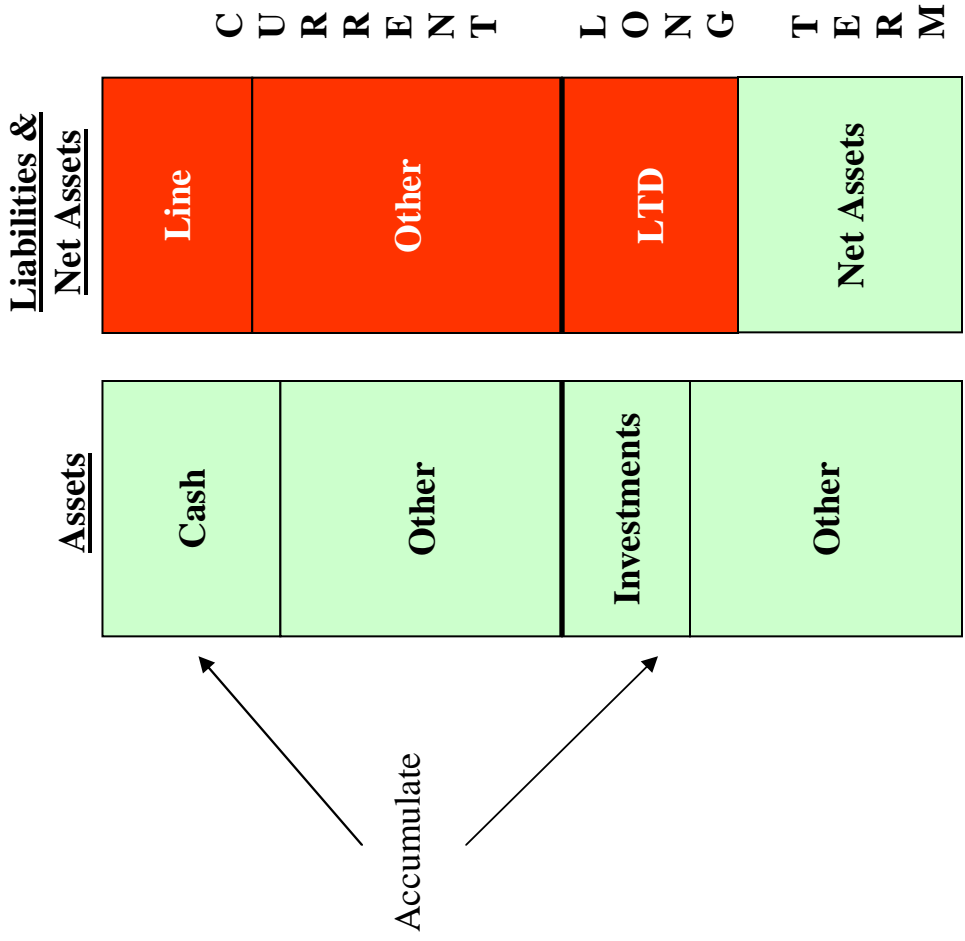 Liabilities &
Net Assets
Assets
Line
Cash
Other
Other
LTD
Investments
Net Assets
Other
Accumulate
CURRENT
LONG
TERM